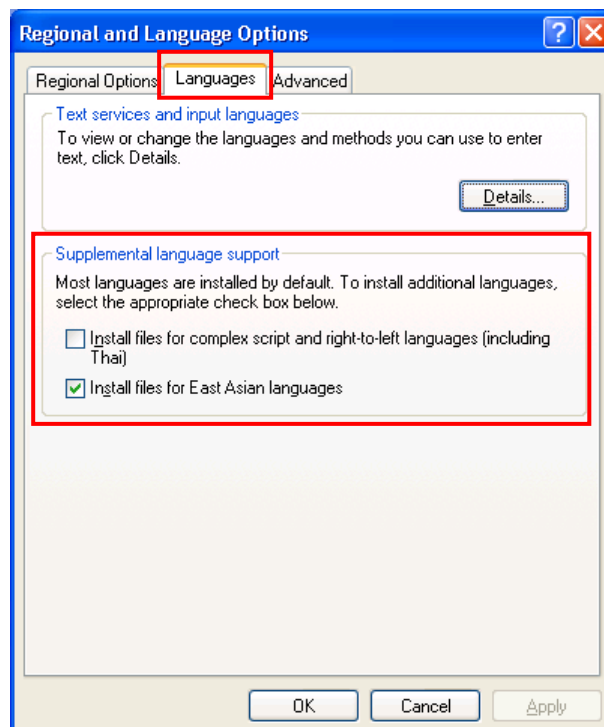 Regional and Language Options
Regional Options Languages Advanced
Text services and input languages
To view or change the languages and methods you can use to enter
text, click Details.
Details...
Supplemental language support
Most languages are installed by default. To install additional languages,
select the appropriate check box below.
Install files for complex script and right-to-left languages (including
Thai)
Install files for East Asian languages
OK Cancel Apply